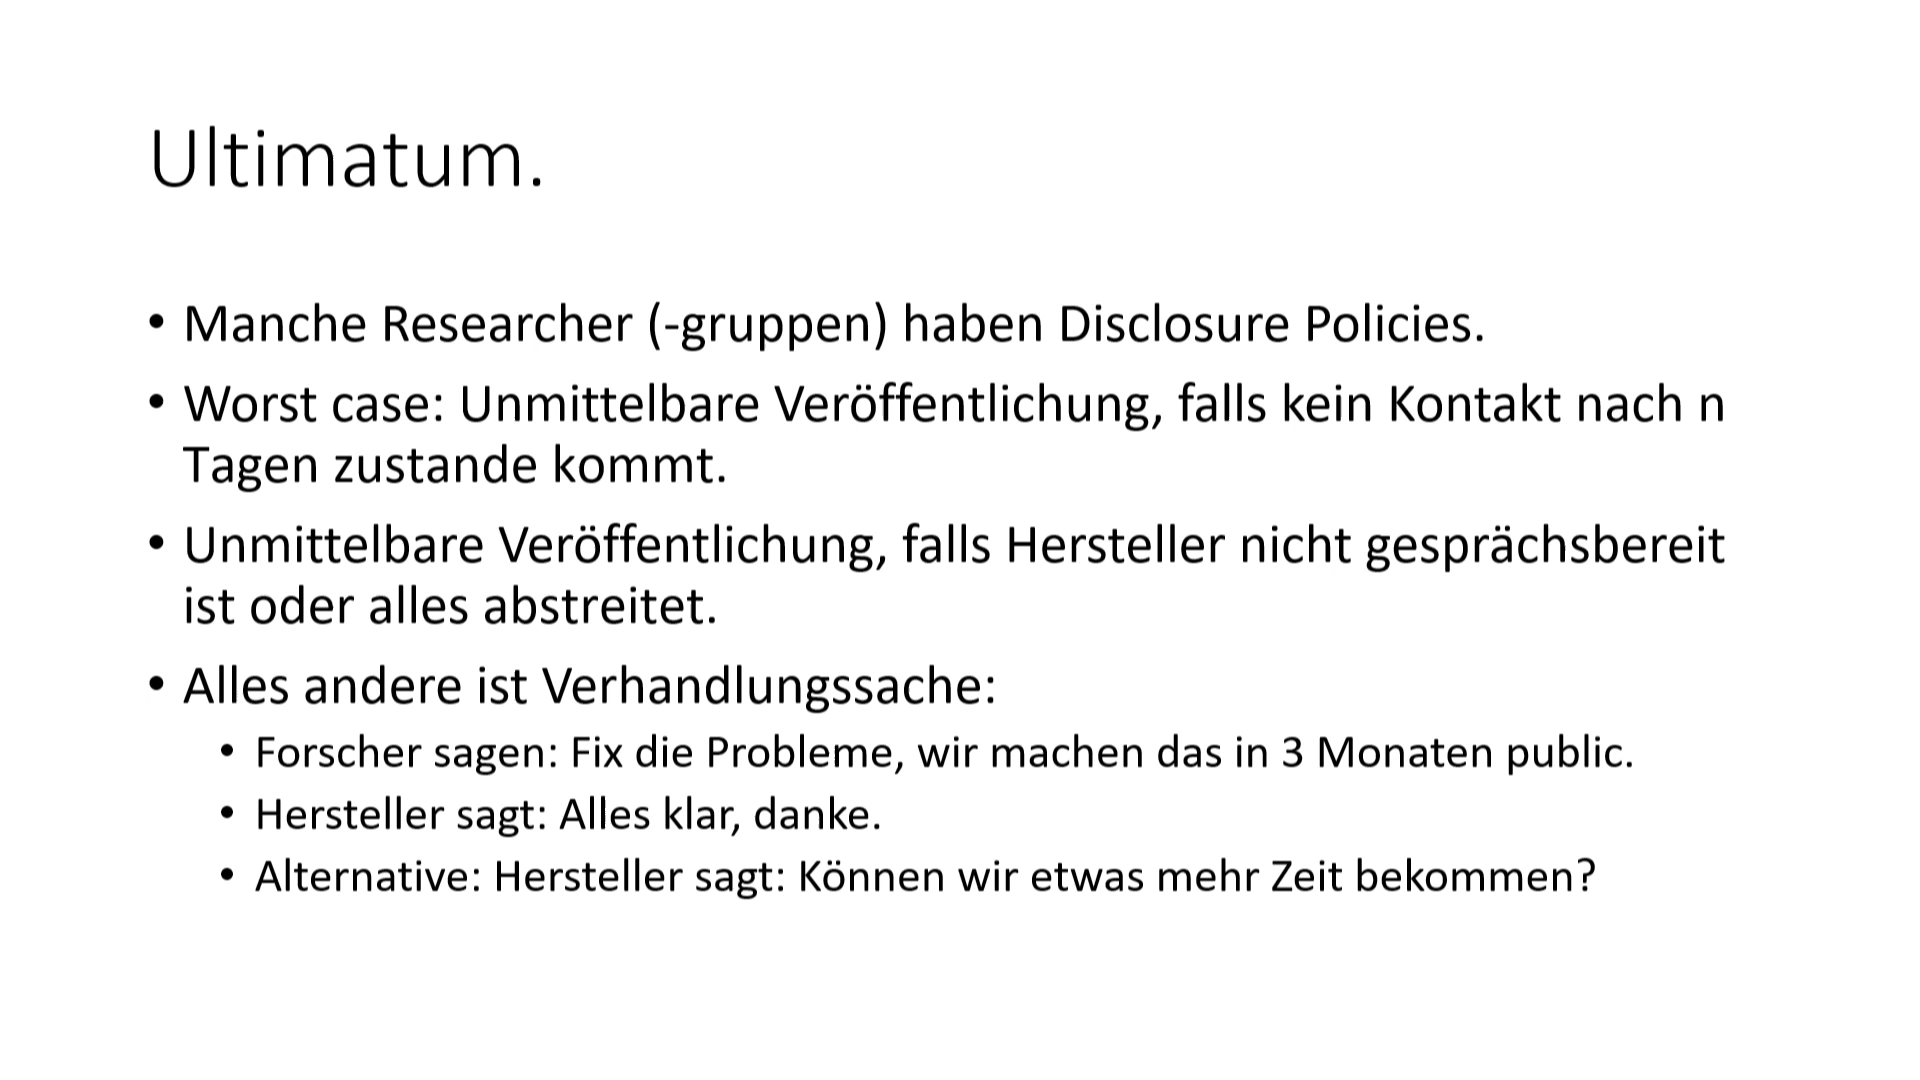 Ultimatum.
• Manche Researcher (-gruppen) haben Disclosure Policies.
• Worst case: Unmittelbare Veröffentlichung, falls kein Kontakt nach n
Tagen zustande kommt.
• Unmittelbare Veröffentlichung, falls Hersteller nicht gesprächsbereit
ist oder alles abstreitet.
• Alles andere ist Verhandlungssache:
• Forscher sagen: Fix die Probleme, wir machen das in 3 Monaten public.
• Hersteller sagt: Alles klar, danke.
• Alternative: Hersteller sagt: Können wir etwas mehr Zeit bekommen?